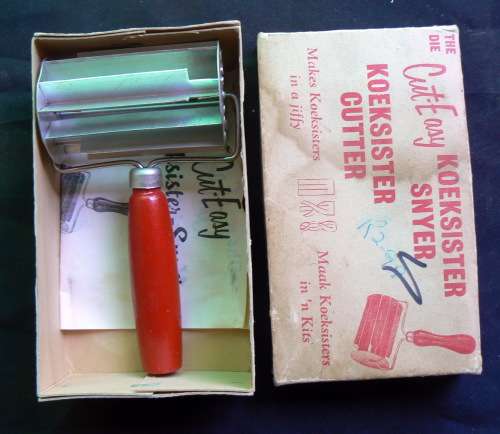 THE
DIE
Cut-Easy KOEKSISTER
SNYER
KOEKSISTER
CUTTER
Makes Koeksisters
in a jiffy
Maak Koeksisters
in 'n Kits
Cut-Easy